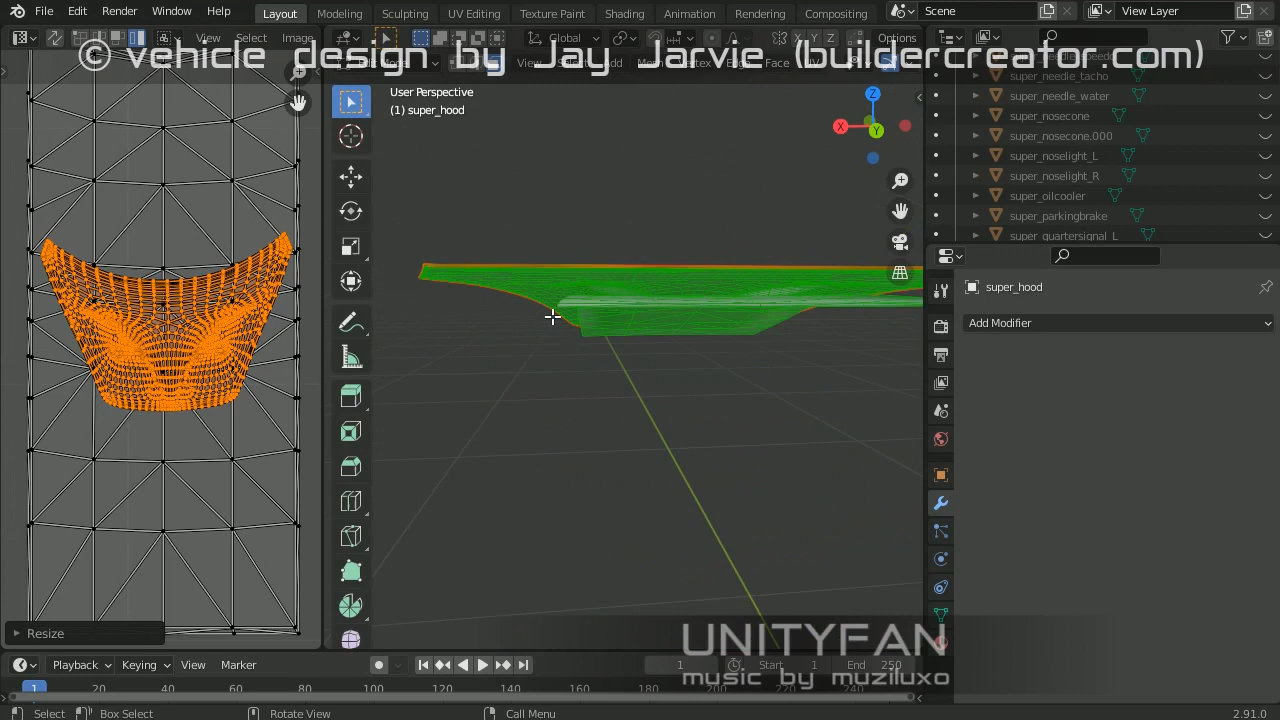 File Edit Render Window Help Layout Modeling Sculpting UV Editing Texture Paint Shading Animation Rendering Compositing Scene View Layer
View Select Image Global Options
© vehicle design by Jay Jarvie (buildercreator.com)
User Perspective
(1) super_hood
super_needle_tacho
super_needle_water
super_nosecone
super_nosecone.000
super_noselight_L
super_noselight_R
super_oilcooler
super_parkingbrake
super_quartersignal_L
super_hood
Add Modifier
Resize
UNITYFAN
music by muziluxo
Playback Keying View Marker 1 Start 1 End 250
1 20 40 60 80 100 120 140 160 180 200 220 240
Select Box Select Rotate View Call Menu 2.91.0